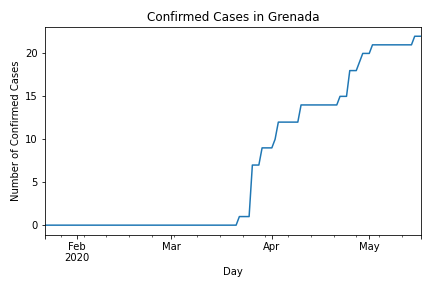 Confirmed Cases in Grenada
Number of Confirmed Cases
20
15
10
5
0
Feb
2020
Mar
Apr
May
Day